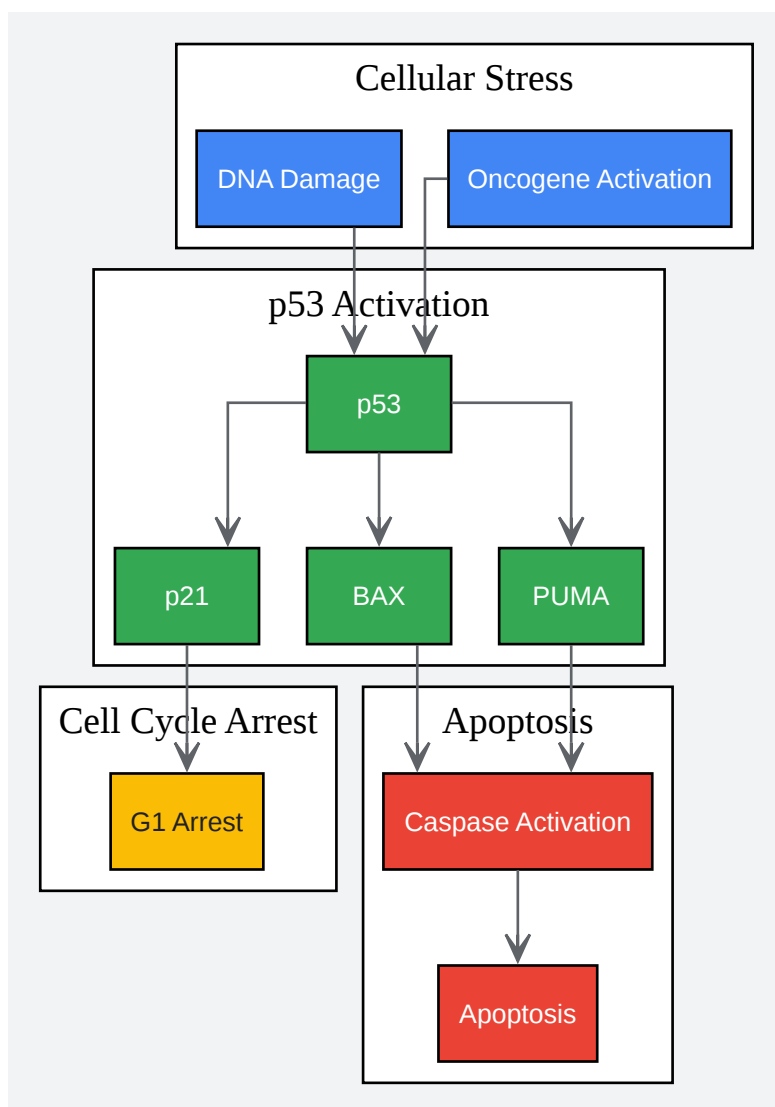 Cellular Stress
DNA Damage
Oncogene Activation
p53 Activation
p53
p21
BAX
PUMA
Cell Cycle Arrest
G1 Arrest
Apoptosis
Caspase Activation
Apoptosis